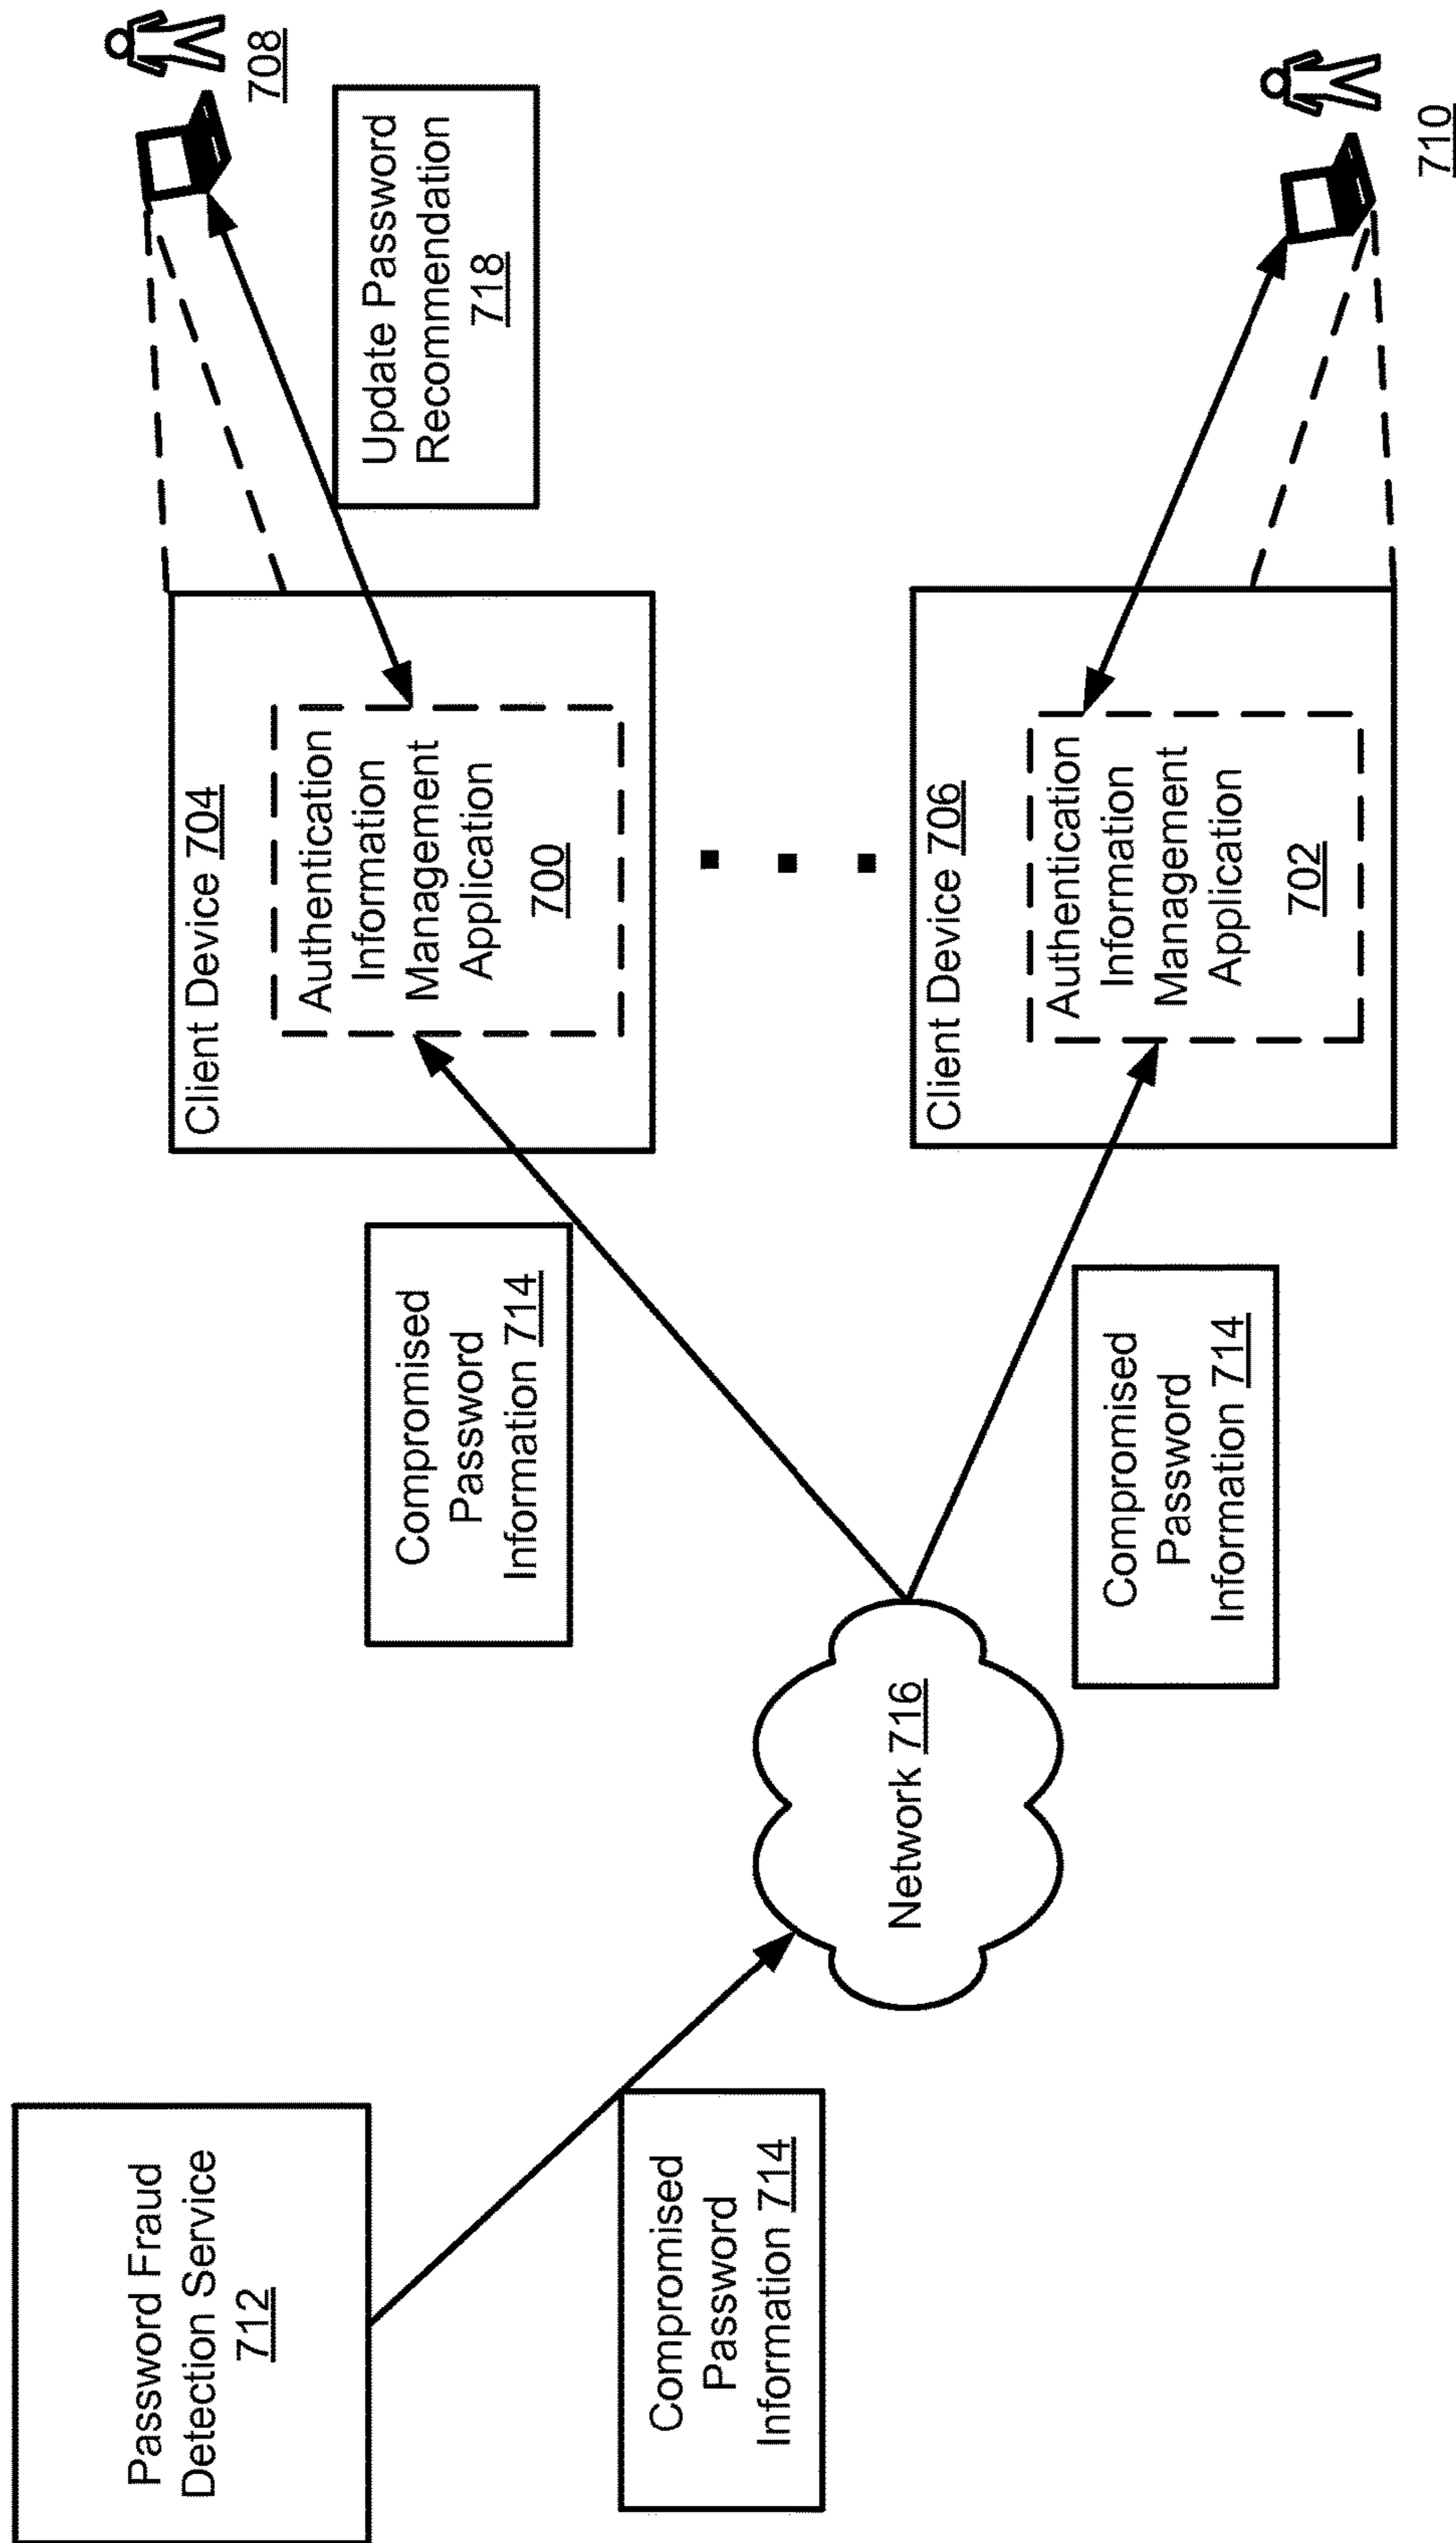 Password Fraud
Detection Service
712
Compromised
Password
Information 714
Network 716
Compromised
Password
Information 714
Compromised
Password
Information 714
Client Device 704
Authentication
Information
Management
Application
700
Client Device 706
Authentication
Information
Management
Application
702
Update Password
Recommendation
718
708
710